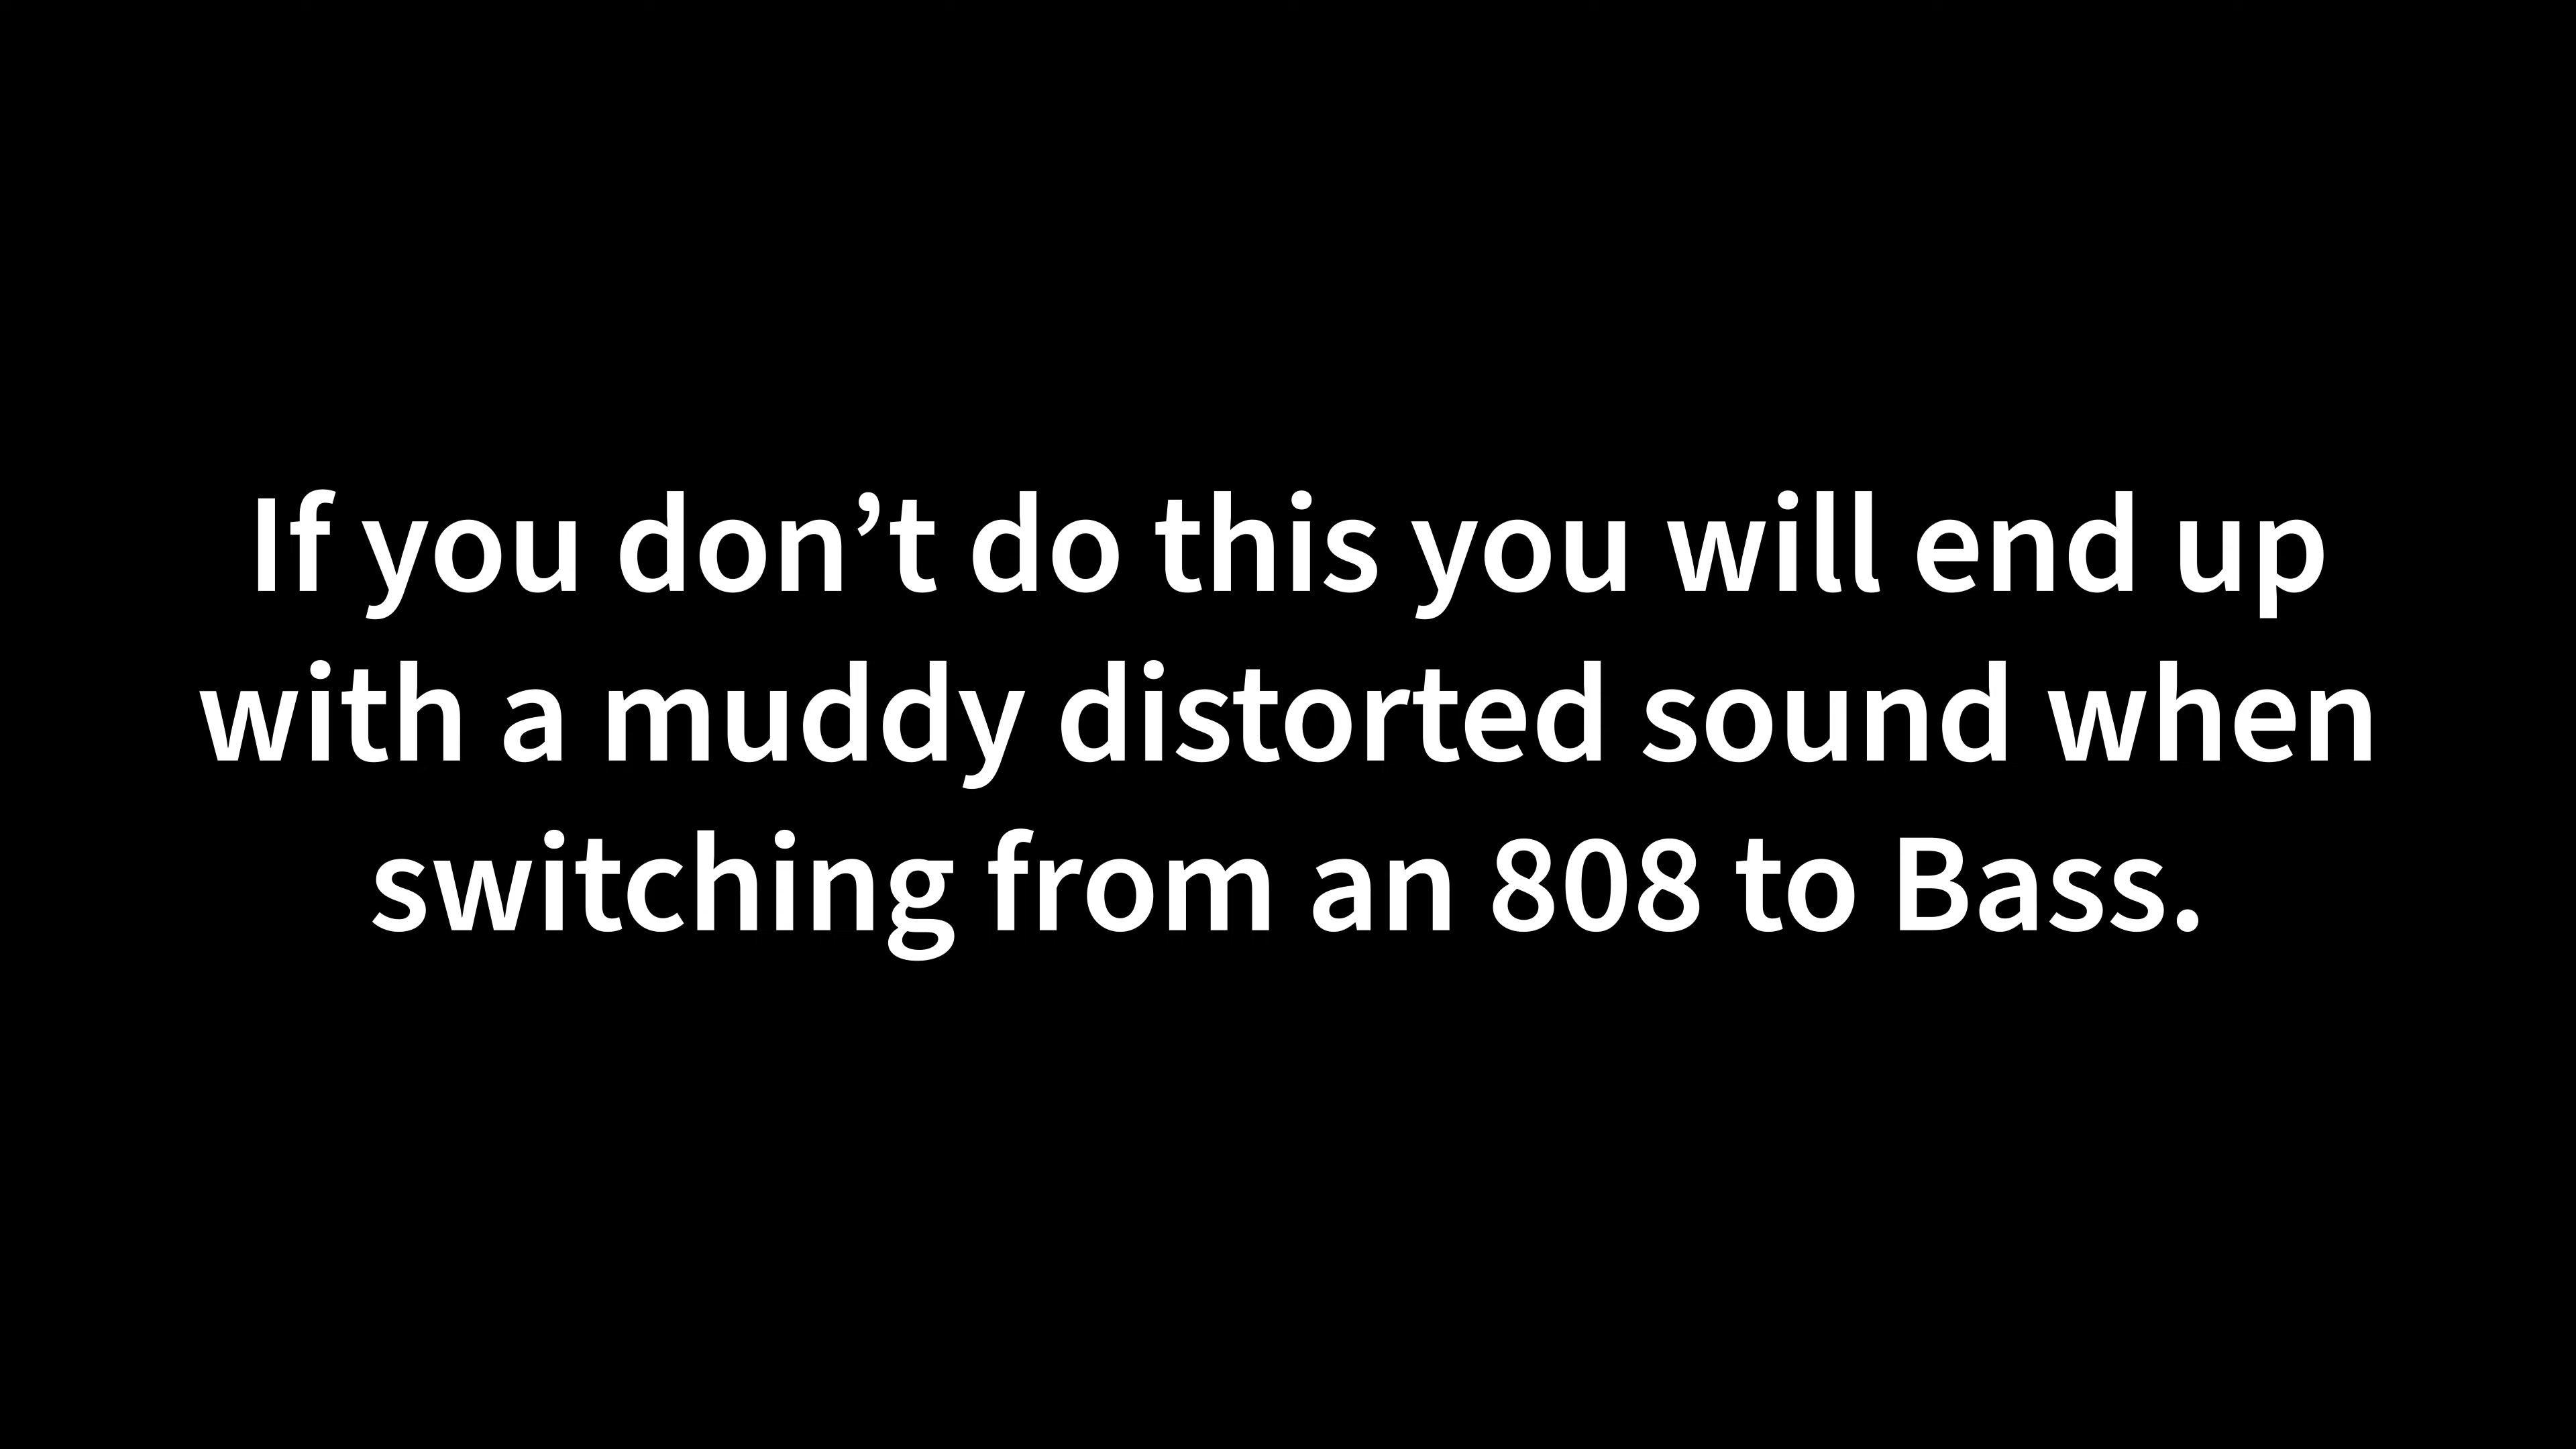 If you don’t do this you will end up
with a muddy distorted sound when
switching from an 808 to Bass.